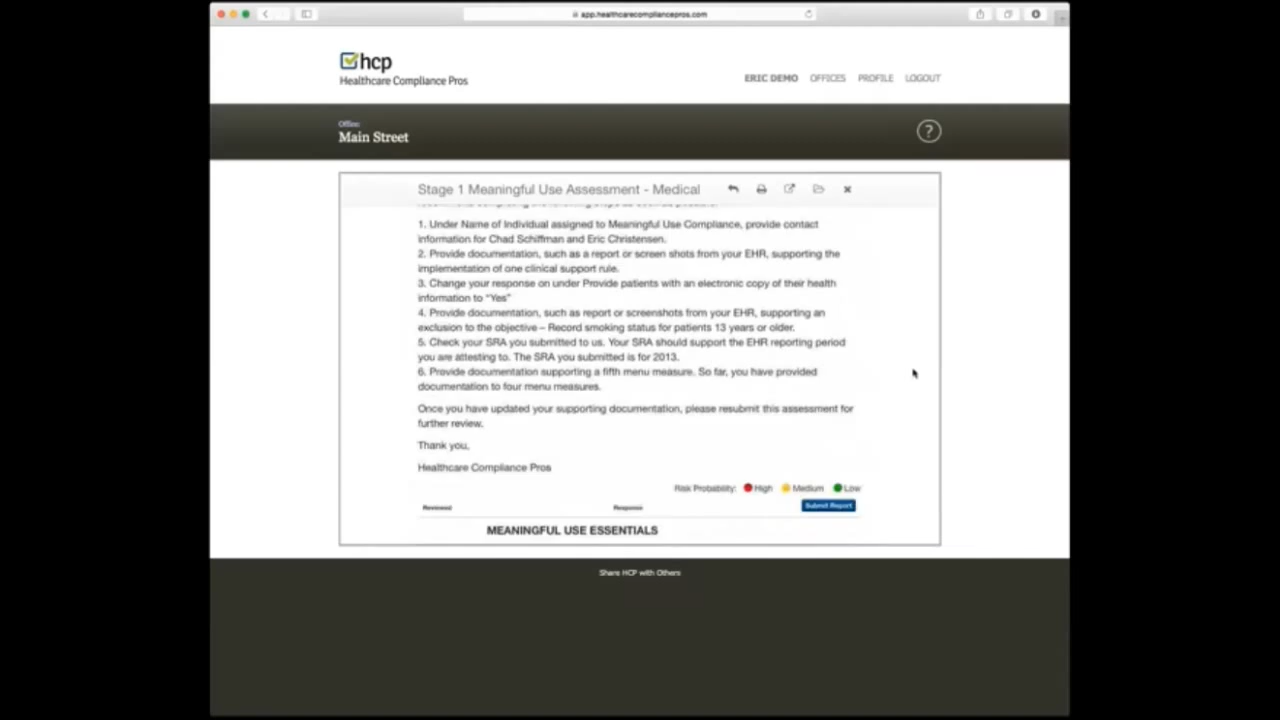 app.healthcarecompliancepros.com
hcp
Healthcare Compliance Pros
ERIC DEMO OFFICES PROFILE LOGOUT
Office:
Main Street
?
Stage 1 Meaningful Use Assessment - Medical
1. Under Name of Individual assigned to Meaningful Use Compliance, provide contact
information for Chad Schiffman and Eric Christensen.
2. Provide documentation, such as a report or screen shots from your EHR, supporting the
implementation of one clinical support rule.
3. Change your response on under Provide patients with an electronic copy of their health
information to "Yes"
4. Provide documentation, such as report or screenshots from your EHR, supporting an
exclusion to the objective – Record smoking status for patients 13 years or older.
5. Check your SRA you submitted to us. Your SRA should support the EHR reporting period
you are attesting to. The SRA you submitted is for 2013.
6. Provide documentation supporting a fifth menu measure. So far, you have provided
documentation to four menu measures.
Once you have updated your supporting documentation, please resubmit this assessment for
further review.
Thank you,
Healthcare Compliance Pros
Risk Probability: High Medium Low
Reviewed Response Submit Report
MEANINGFUL USE ESSENTIALS
Share HCP with Others